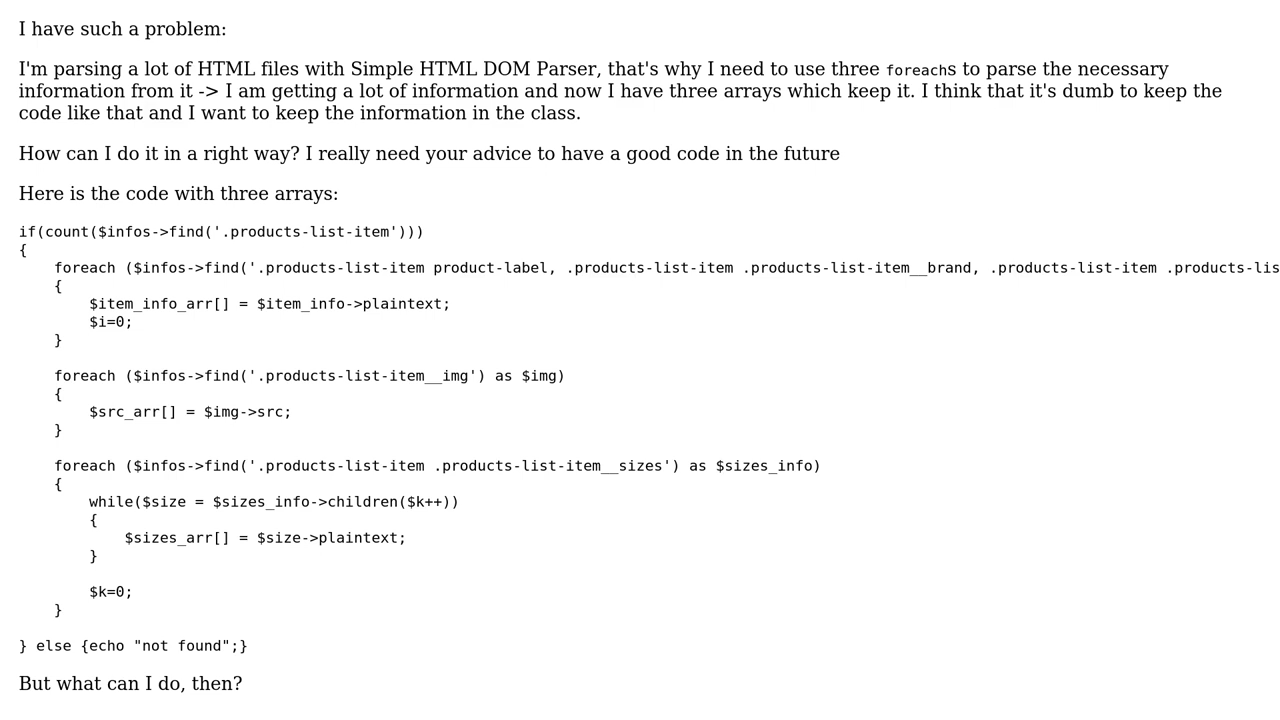 I have such a problem:
I'm parsing a lot of HTML files with Simple HTML DOM Parser, that's why I need to use three foreachs to parse the necessary
information from it -> I am getting a lot of information and now I have three arrays which keep it. I think that it's dumb to keep the
code like that and I want to keep the information in the class.
How can I do it in a right way? I really need your advice to have a good code in the future
Here is the code with three arrays:
if(count($infos->find('.products-list-item')))
{
    foreach ($infos->find('.products-list-item product-label, .products-list-item .products-list-item__brand, .products-list-item .products-lis
    {
        $item_info_arr[] = $item_info->plaintext;
        $i=0;
    }
    foreach ($infos->find('.products-list-item__img') as $img)
    {
        $src_arr[] = $img->src;
    }
    foreach ($infos->find('.products-list-item .products-list-item__sizes') as $sizes_info)
    {
        while($size = $sizes_info->children($k++))
        {
            $sizes_arr[] = $size->plaintext;
        }
        $k=0;
    }
} else {echo "not found";}
But what can I do, then?